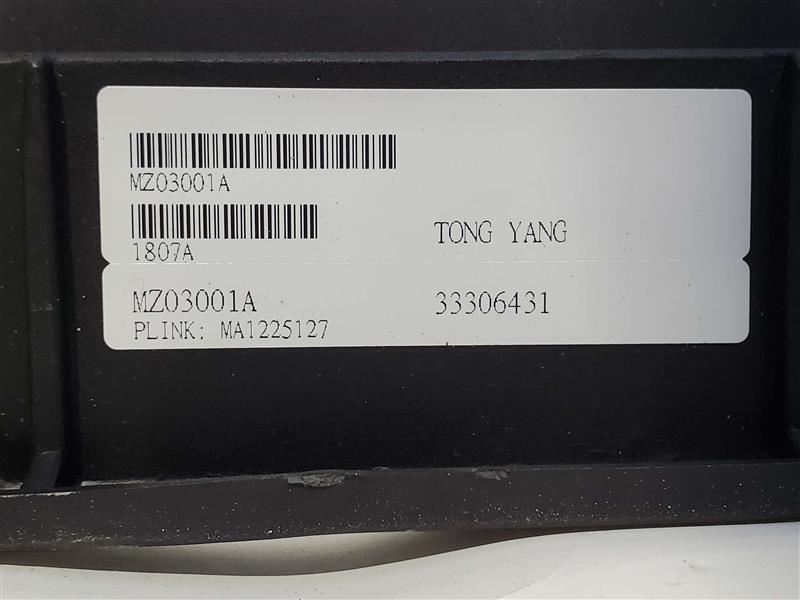 MZ03001A
1807A
TONG YANG
MZ03001A
33306431
PLINK: MA1225127